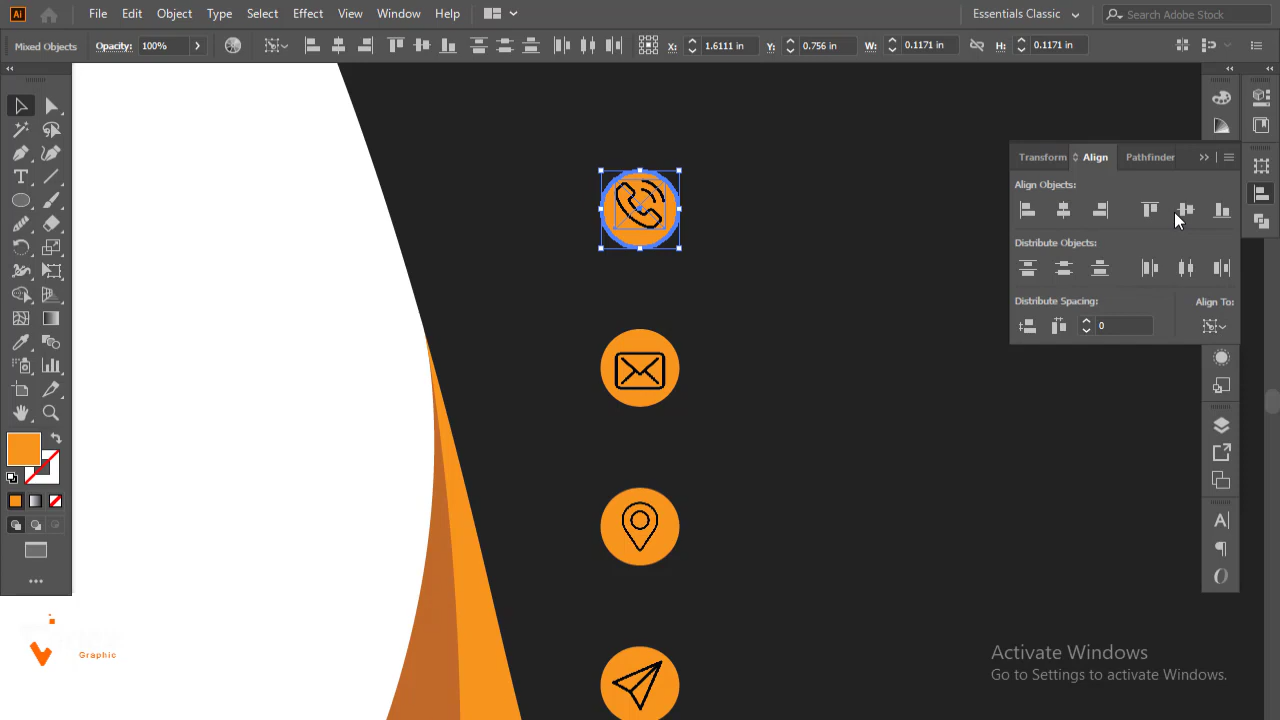 Ai File Edit Object Type Select Effect View Window Help Essentials Classic Search Adobe Stock
Mixed Objects Opacity: 100% X: 1.6111 in Y: 0.756 in W: 0.1171 in H: 0.1171 in
Transform Align Pathfinder
Align Objects:
Distribute Objects:
Distribute Spacing: Align To:
0
Graphic
Activate Windows
Go to Settings to activate Windows.